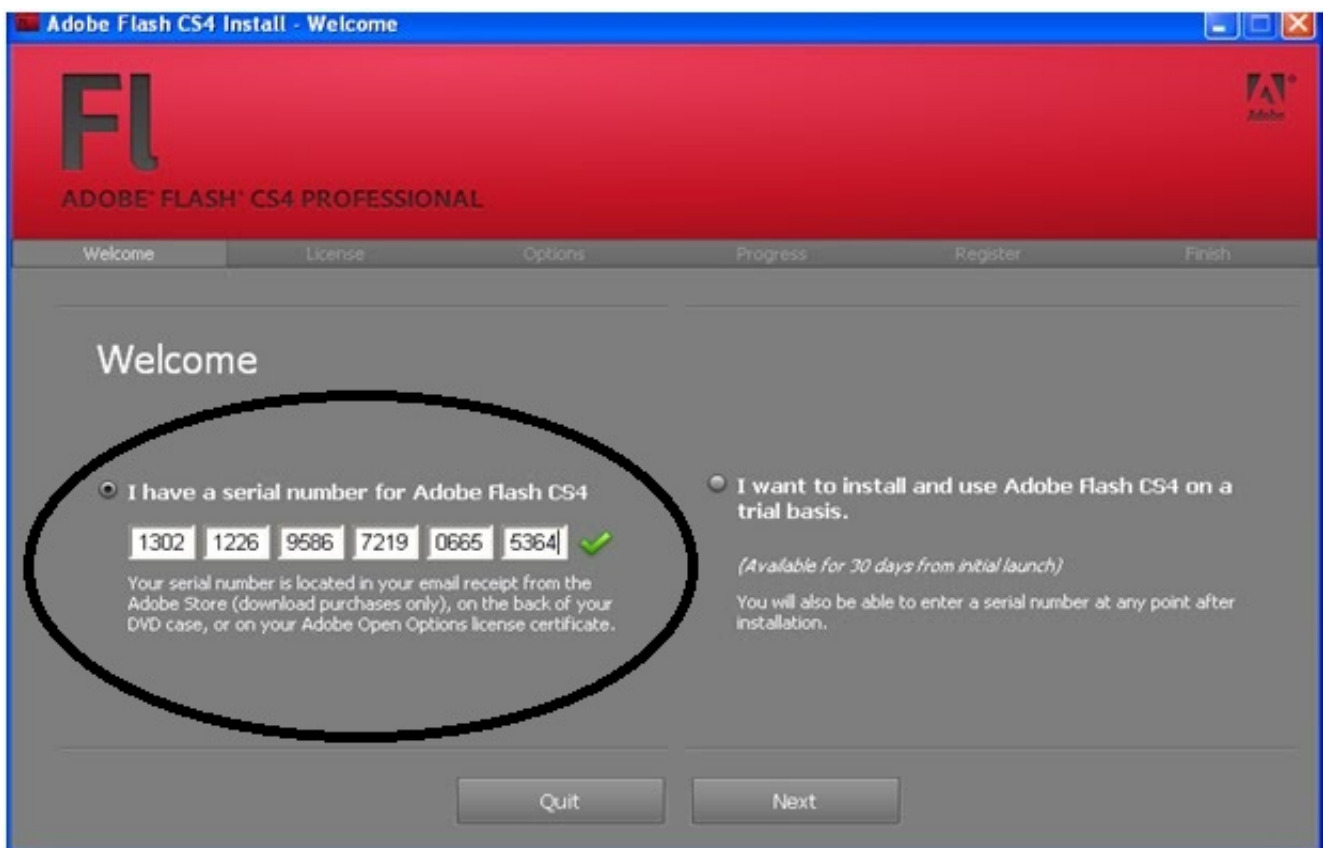 Adobe Flash CS4 Install - Welcome
Fl
Adobe
ADOBE® FLASH® CS4 PROFESSIONAL
Welcome License Options Progress Register Finish
Welcome
I have a serial number for Adobe Flash CS4
1302 1226 9586 7219 0665 5364
Your serial number is located in your email receipt from the
Adobe Store (download purchases only), on the back of your
DVD case, or on your Adobe Open Options license certificate.
I want to install and use Adobe Flash CS4 on a
trial basis.
(Available for 30 days from initial launch)
You will also be able to enter a serial number at any point after
installation.
Quit Next